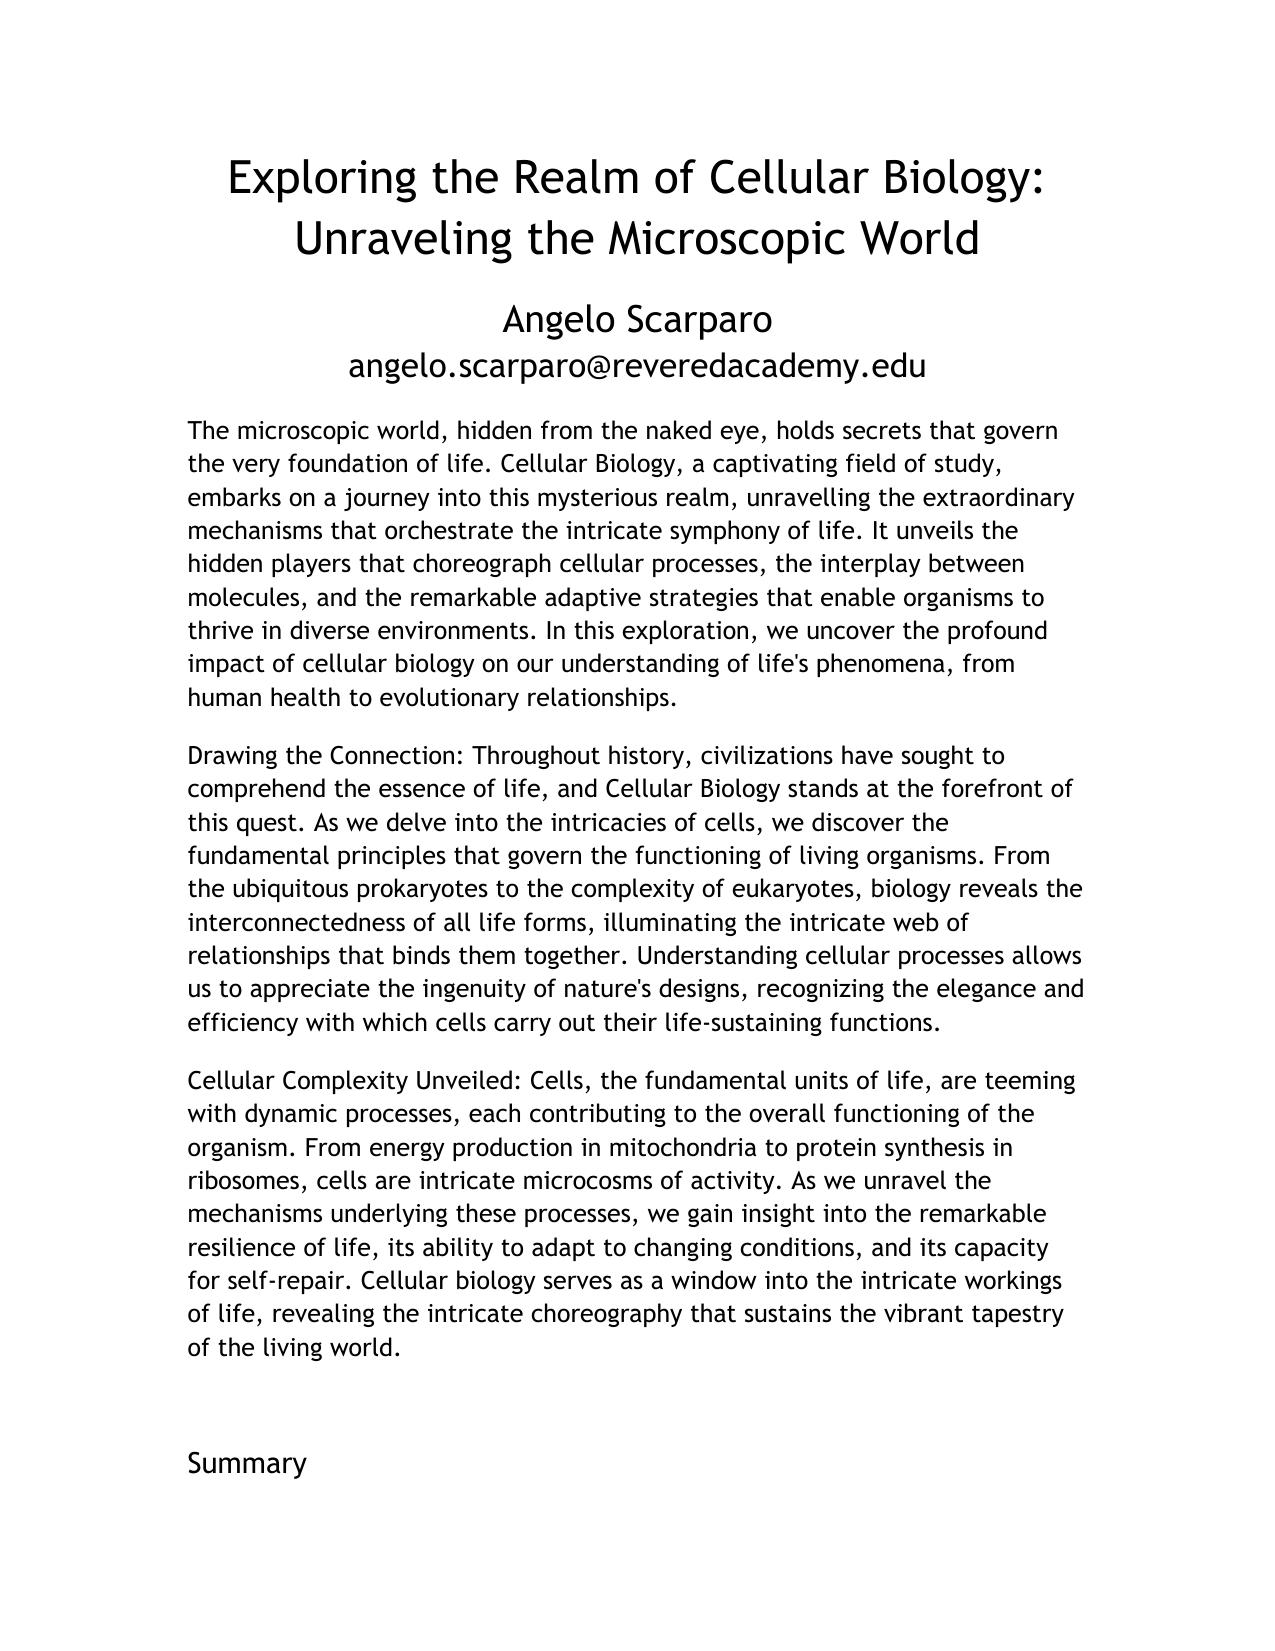 Exploring the Realm of Cellular Biology:
Unraveling the Microscopic World
Angelo Scarparo
angelo.scarparo@reveredacademy.edu
The microscopic world, hidden from the naked eye, holds secrets that govern
the very foundation of life. Cellular Biology, a captivating field of study,
embarks on a journey into this mysterious realm, unravelling the extraordinary
mechanisms that orchestrate the intricate symphony of life. It unveils the
hidden players that choreograph cellular processes, the interplay between
molecules, and the remarkable adaptive strategies that enable organisms to
thrive in diverse environments. In this exploration, we uncover the profound
impact of cellular biology on our understanding of life's phenomena, from
human health to evolutionary relationships.
Drawing the Connection: Throughout history, civilizations have sought to
comprehend the essence of life, and Cellular Biology stands at the forefront of
this quest. As we delve into the intricacies of cells, we discover the
fundamental principles that govern the functioning of living organisms. From
the ubiquitous prokaryotes to the complexity of eukaryotes, biology reveals the
interconnectedness of all life forms, illuminating the intricate web of
relationships that binds them together. Understanding cellular processes allows
us to appreciate the ingenuity of nature's designs, recognizing the elegance and
efficiency with which cells carry out their life-sustaining functions.
Cellular Complexity Unveiled: Cells, the fundamental units of life, are teeming
with dynamic processes, each contributing to the overall functioning of the
organism. From energy production in mitochondria to protein synthesis in
ribosomes, cells are intricate microcosms of activity. As we unravel the
mechanisms underlying these processes, we gain insight into the remarkable
resilience of life, its ability to adapt to changing conditions, and its capacity
for self-repair. Cellular biology serves as a window into the intricate workings
of life, revealing the intricate choreography that sustains the vibrant tapestry
of the living world.
Summary